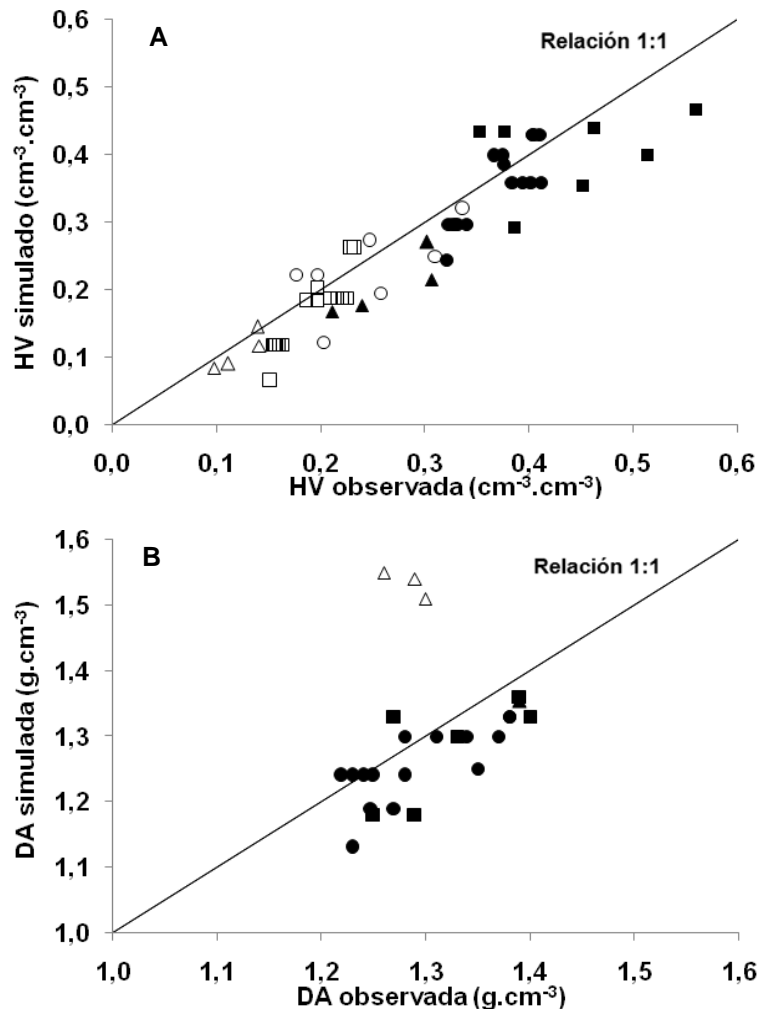 0,6
A
Relación 1:1
0,5
0,4
0,3
0,2
0,1
0,0
HV simulado (cm⁻³.cm⁻³)
0,0 0,1 0,2 0,3 0,4 0,5 0,6
HV observada (cm⁻³.cm⁻³)
1,6
B
Relación 1:1
1,5
1,4
1,3
1,2
1,1
1,0
DA simulada (g.cm⁻³)
1,0 1,1 1,2 1,3 1,4 1,5 1,6
DA observada (g.cm⁻³)